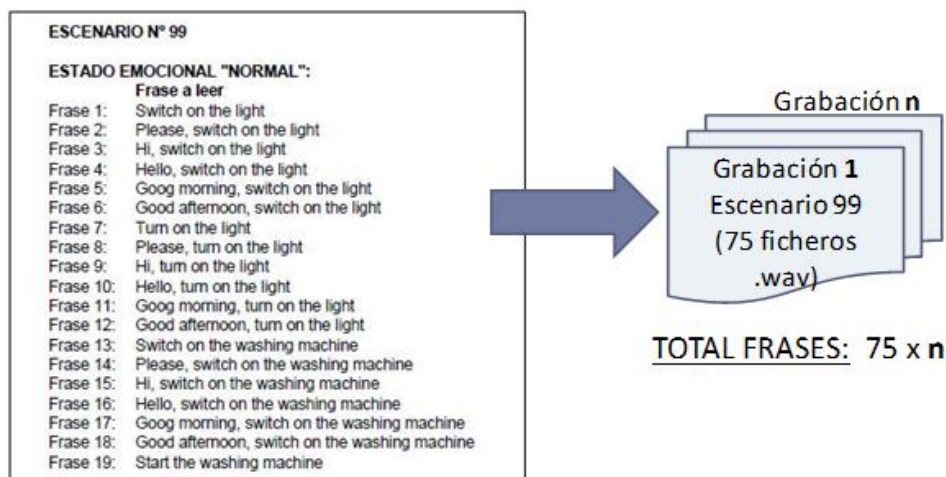 ESCENARIO Nº 99
ESTADO EMOCIONAL "NORMAL":
Frase a leer
Frase 1: Switch on the light
Frase 2: Please, switch on the light
Frase 3: Hi, switch on the light
Frase 4: Hello, switch on the light
Frase 5: Goog morning, switch on the light
Frase 6: Good afternoon, switch on the light
Frase 7: Turn on the light
Frase 8: Please, turn on the light
Frase 9: Hi, turn on the light
Frase 10: Hello, turn on the light
Frase 11: Goog morning, turn on the light
Frase 12: Good afternoon, turn on the light
Frase 13: Switch on the washing machine
Frase 14: Please, switch on the washing machine
Frase 15: Hi, switch on the washing machine
Frase 16: Hello, switch on the washing machine
Frase 17: Goog morning, switch on the washing machine
Frase 18: Good afternoon, switch on the washing machine
Frase 19: Start the washing machine
Grabación n
Grabación 1
Escenario 99
(75 ficheros
.wav)
TOTAL FRASES: 75 x n